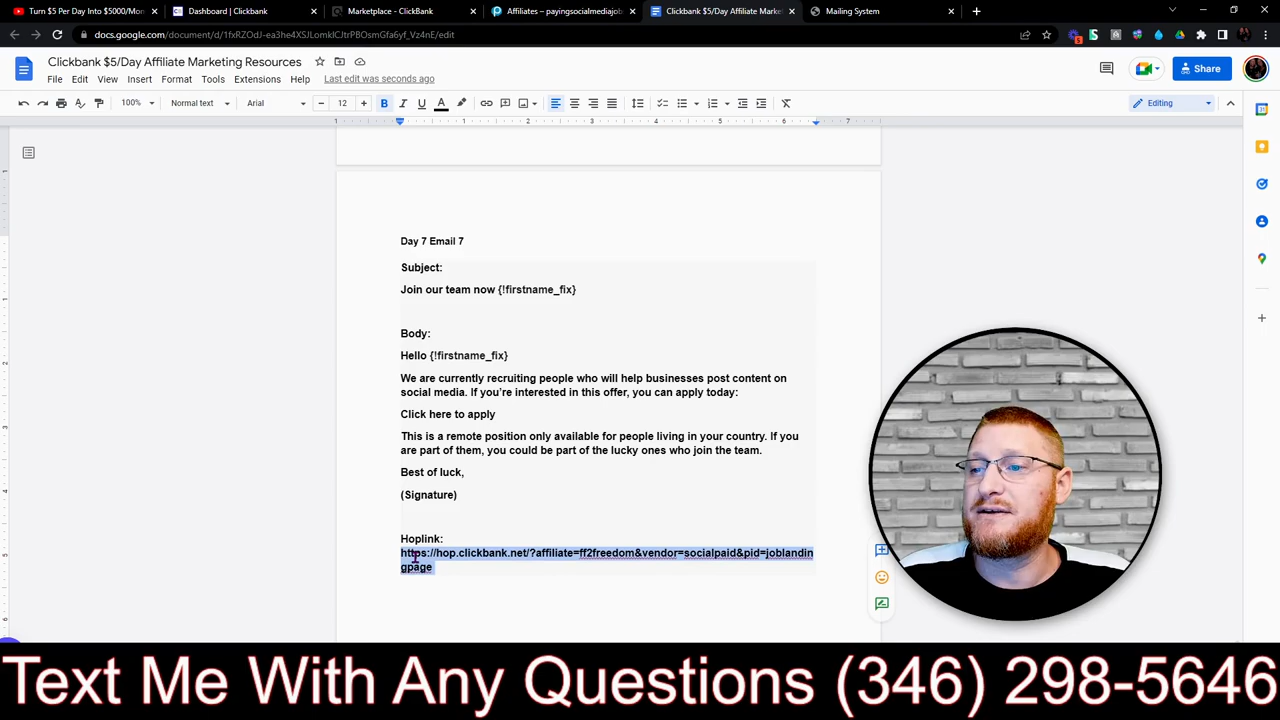 Turn $5 Per Day Into $5000/Mon
Dashboard | Clickbank
Marketplace - ClickBank
Affiliates – payingsocialmediajob
Clickbank $5/Day Affiliate Marke
Mailing System
docs.google.com/document/d/1fxRZOdJ-ea3he4XSJLomkICJtrPBOsmGfa6yf_Vz4nE/edit
Clickbank $5/Day Affiliate Marketing Resources
File Edit View Insert Format Tools Extensions Help Last edit was seconds ago
Share
100% Normal text Arial 12 Editing
Day 7 Email 7
Subject:
Join our team now {!firstname_fix}
Body:
Hello {!firstname_fix}
We are currently recruiting people who will help businesses post content on
social media. If you're interested in this offer, you can apply today:
Click here to apply
This is a remote position only available for people living in your country. If you
are part of them, you could be part of the lucky ones who join the team.
Best of luck,
(Signature)
Hoplink:
https://hop.clickbank.net/?affiliate=ff2freedom&vendor=socialpaid&pid=joblandin
gpage
Text Me With Any Questions (346) 298-5646